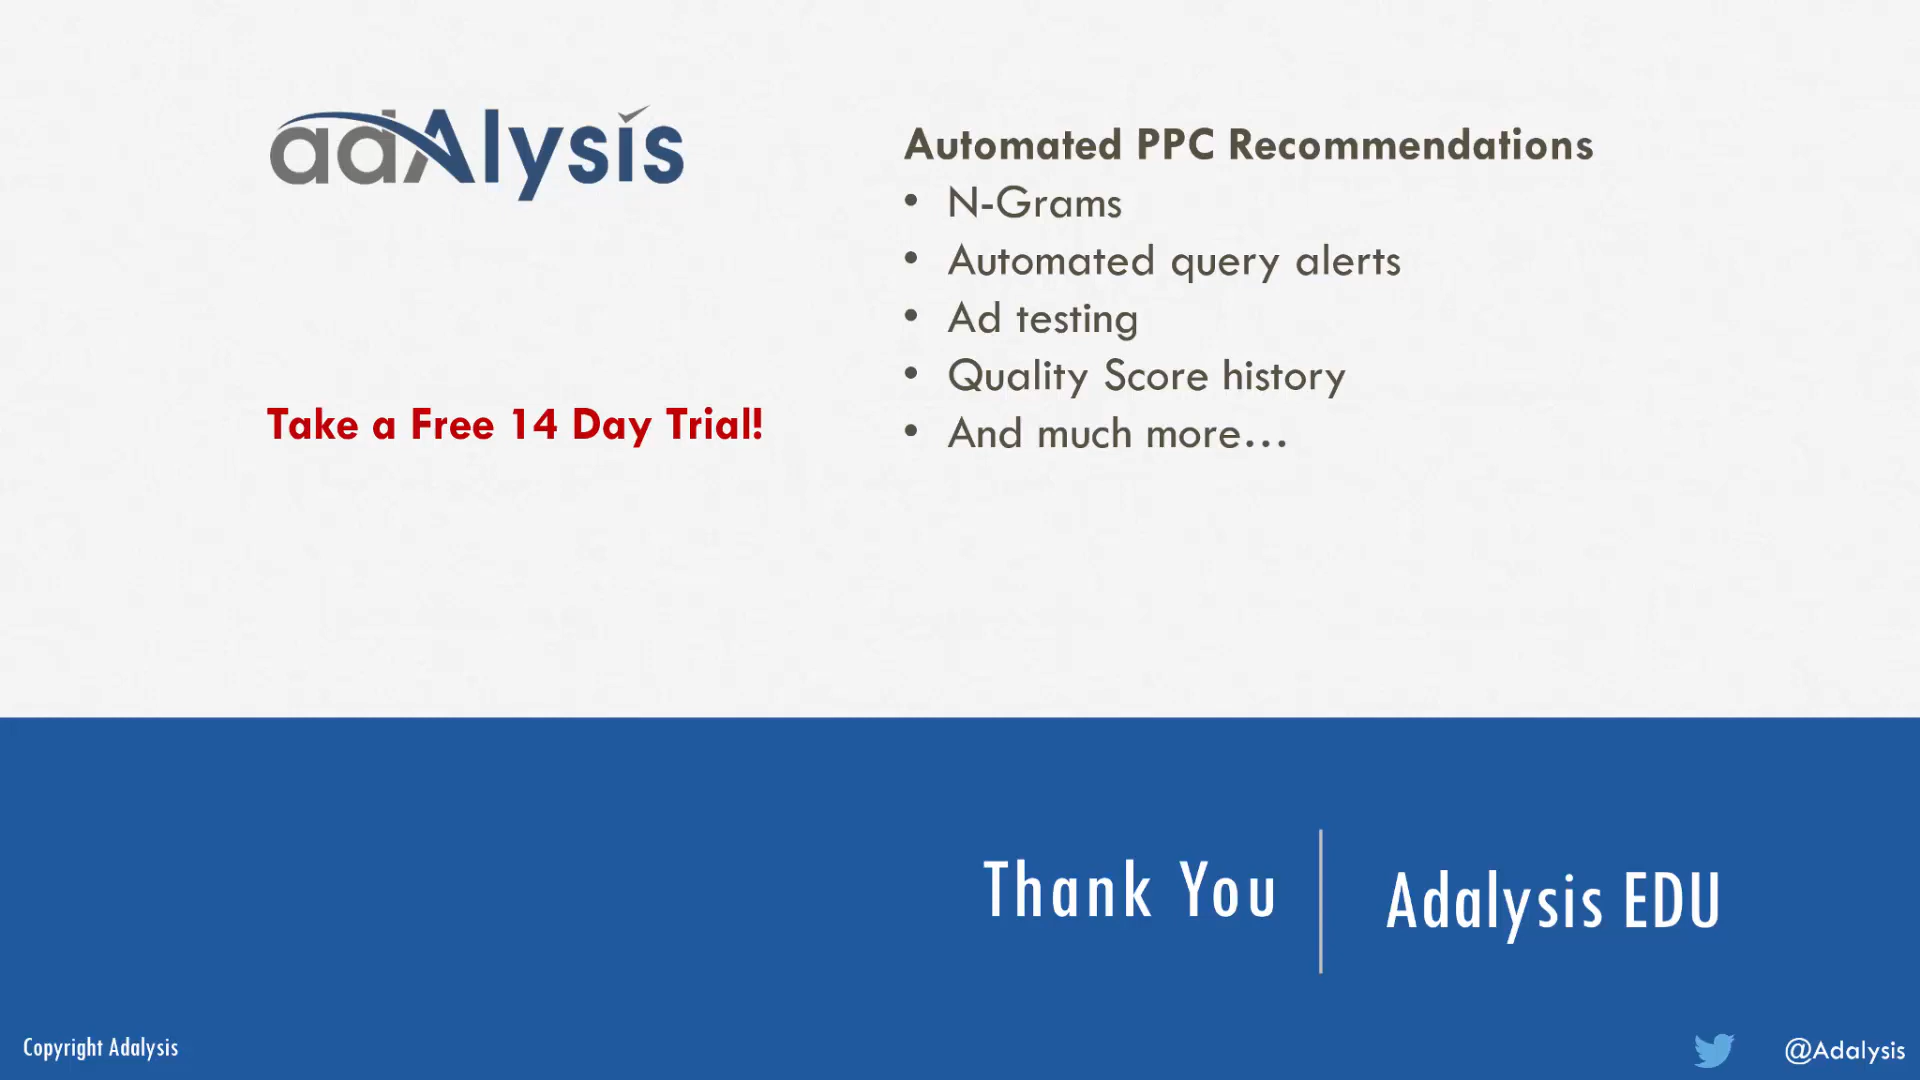 adAlysis
Automated PPC Recommendations
• N-Grams
• Automated query alerts
• Ad testing
• Quality Score history
• And much more...
Take a Free 14 Day Trial!
Thank You
Adalysis EDU
Copyright Adalysis
@Adalysis